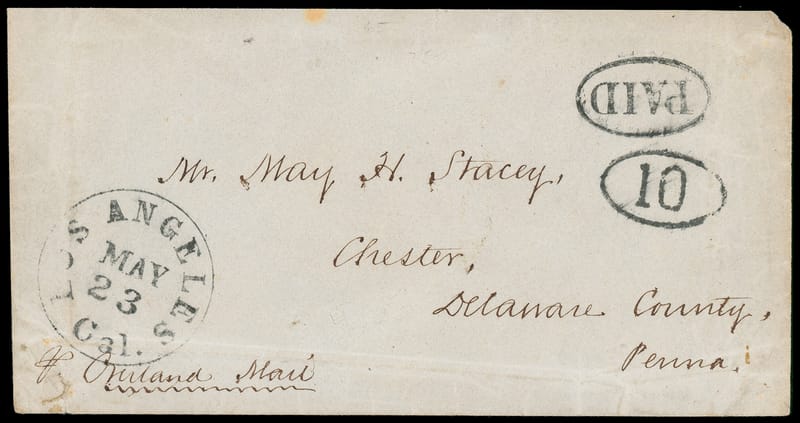 PAID
10
Mr. May H. Stacey,
Chester,
Delaware County,
Penna.
LOS ANGELES
MAY
23
Cal.
Overland Mail